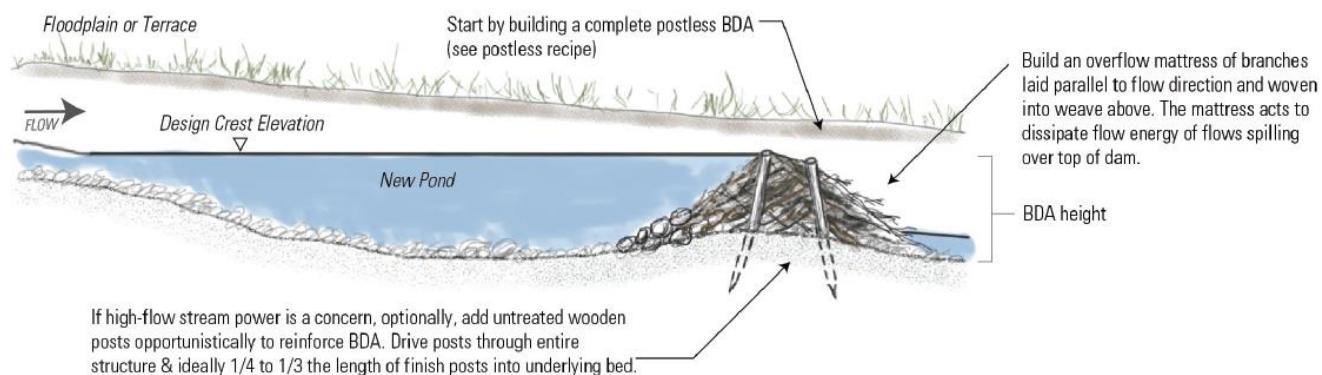 Floodplain or Terrace
Start by building a complete postless BDA
(see postless recipe)
Build an overflow mattress of branches
laid parallel to flow direction and woven
into weave above. The mattress acts to
dissipate flow energy of flows spilling
over top of dam.
FLOW
Design Crest Elevation
New Pond
BDA height
If high-flow stream power is a concern, optionally, add untreated wooden
posts opportunistically to reinforce BDA. Drive posts through entire
structure & ideally 1/4 to 1/3 the length of finish posts into underlying bed.